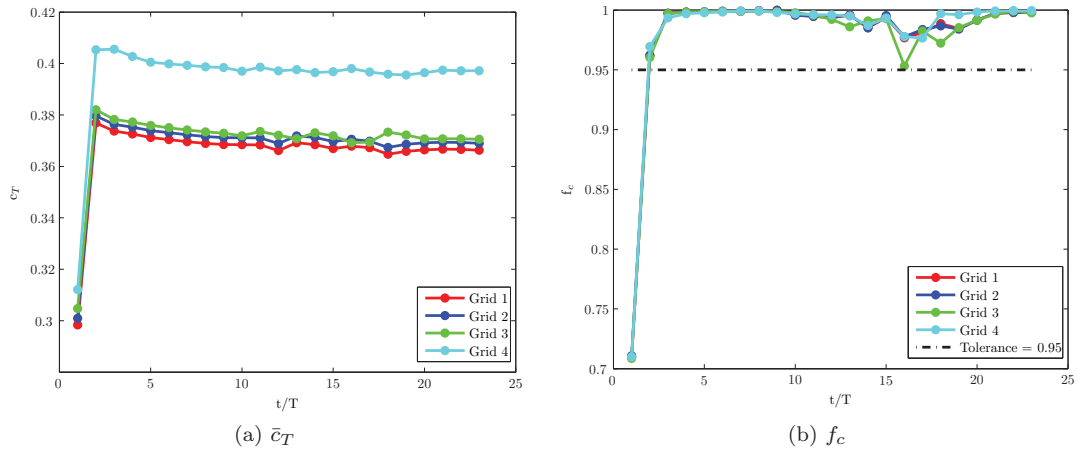 0.42
0.4
0.38
0.36
0.34
0.32
0.3
0
5
10
15
20
25
c_T
t/T
Grid 1
Grid 2
Grid 3
Grid 4
(a) c̄_T
1
0.95
0.9
0.85
0.8
0.75
0.7
0
5
10
15
20
25
f_c
t/T
Grid 1
Grid 2
Grid 3
Grid 4
Tolerance = 0.95
(b) f_c